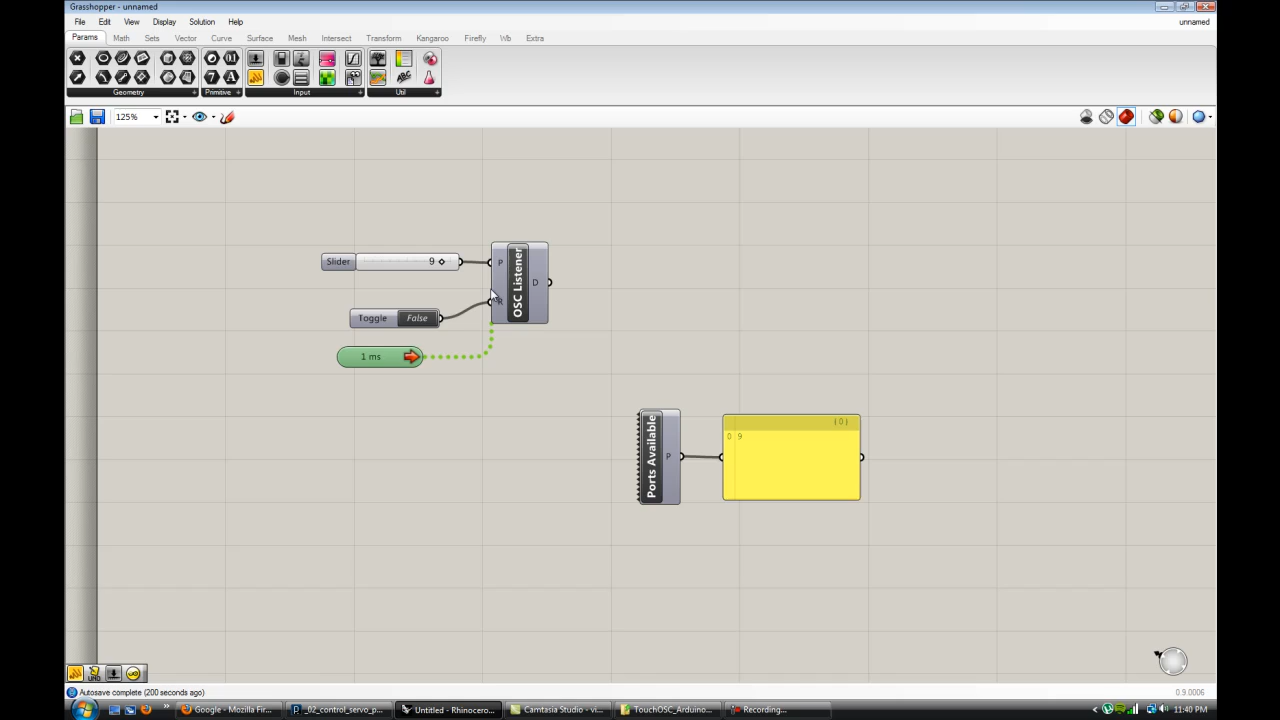 Grasshopper - unnamed
File Edit View Display Solution Help
unnamed
Params Math Sets Vector Curve Surface Mesh Intersect Transform Kangaroo Firefly Wb Extra
Geometry Primitive Input Util
125%
Slider 9
P
R
OSC Listener
D
Toggle False
1 ms
Ports Available
P
(0)
0 9
Autosave complete (200 seconds ago)
0.9.0006
Google - Mozilla Fir...
_02_control_servo_p...
Untitled - Rhinocero...
Camtasia Studio - vi...
TouchOSC_Arduino...
Recording...
11:40 PM